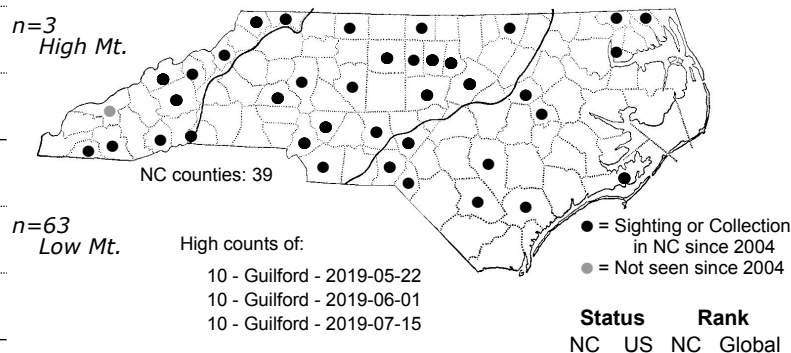 n=3
High Mt.
NC counties: 39
n=63
Low Mt.
High counts of:
10 - Guilford - 2019-05-22
10 - Guilford - 2019-06-01
10 - Guilford - 2019-07-15
= Sighting or Collection
in NC since 2004
= Not seen since 2004
Status Rank
NC US NC Global